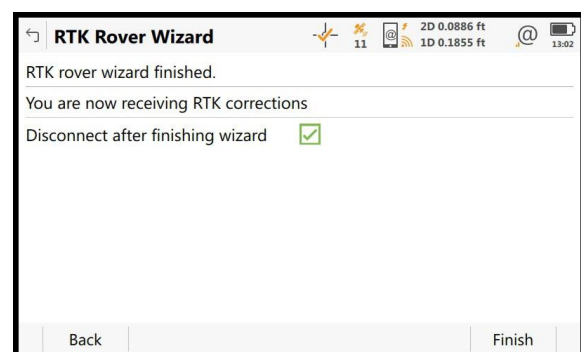 RTK Rover Wizard
11
@
2D 0.0886 ft
1D 0.1855 ft
@
13:02
RTK rover wizard finished.
You are now receiving RTK corrections
Disconnect after finishing wizard
Back
Finish